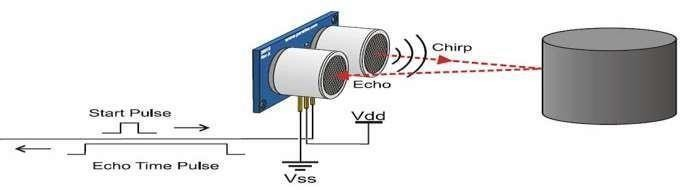 Chirp
Echo
Start Pulse
Vdd
Echo Time Pulse
Vss